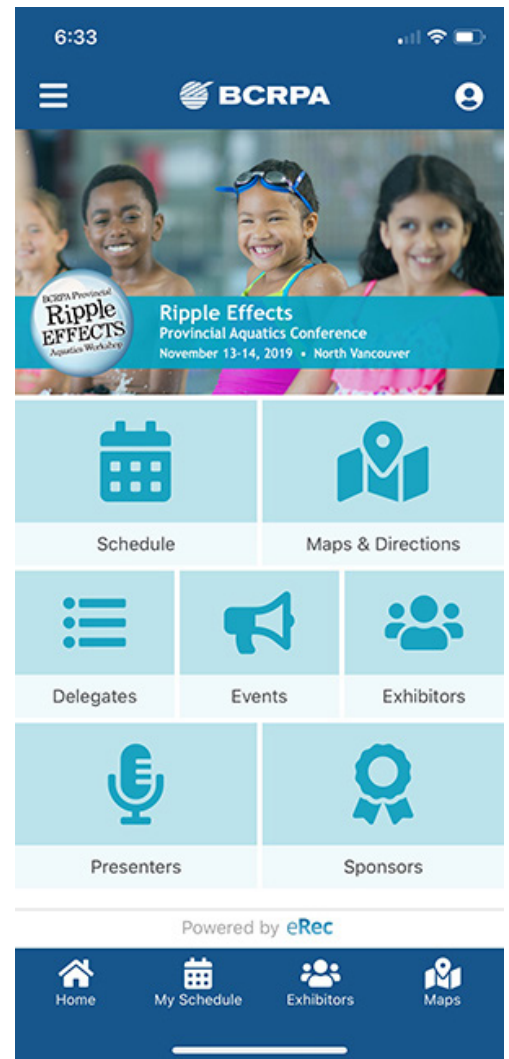 6:33
BCRPA
BCRPA Provincial
Ripple
EFFECTS
Aquatics Workshop
Ripple Effects
Provincial Aquatics Conference
November 13-14, 2019 • North Vancouver
Schedule
Maps & Directions
Delegates
Events
Exhibitors
Presenters
Sponsors
Powered by eRec
Home
My Schedule
Exhibitors
Maps